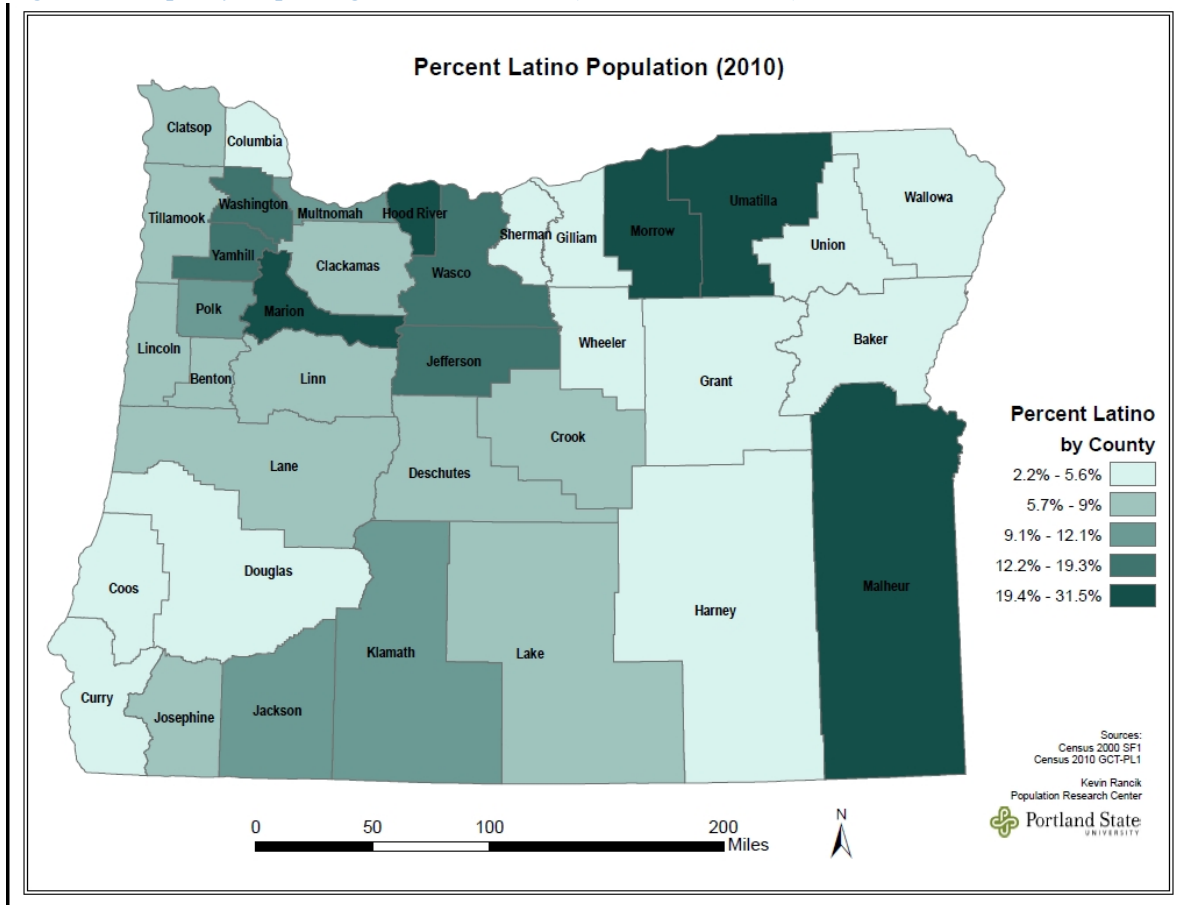 Percent Latino Population (2010)
Clatsop
Columbia
Washington
Tillamook
Multnomah
Hood River
Yamhill
Clackamas
Wasco
Sherman
Gilliam
Morrow
Umatilla
Union
Wallowa
Polk
Marion
Lincoln
Benton
Linn
Jefferson
Wheeler
Grant
Baker
Lane
Deschutes
Crook
Coos
Douglas
Klamath
Lake
Harney
Malheur
Curry
Josephine
Jackson
Percent Latino
by County
2.2% - 5.6%
5.7% - 9%
9.1% - 12.1%
12.2% - 19.3%
19.4% - 31.5%
Sources:
Census 2000 SF1
Census 2010 GCT-PL1
Kevin Rancik
Population Research Center
Portland State
UNIVERSITY
0 50 100 200
Miles
N